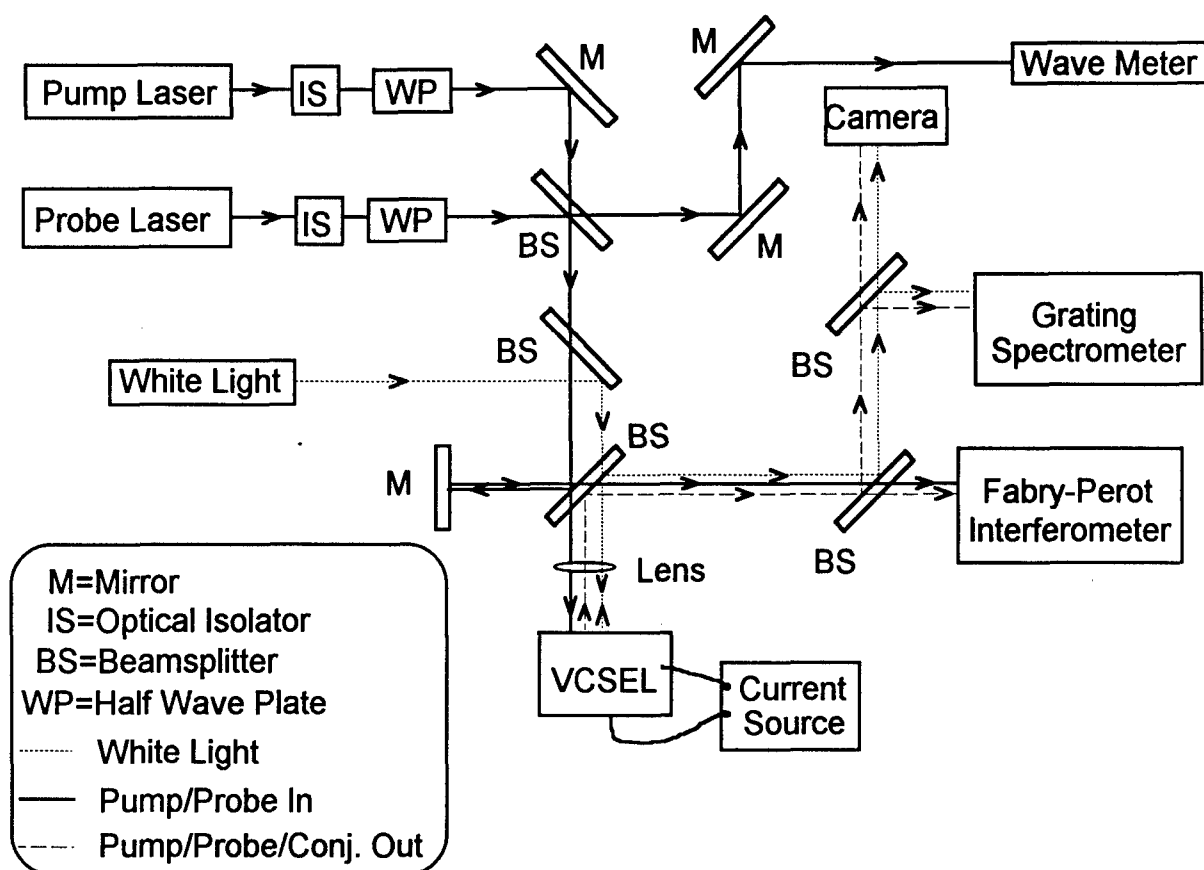 M
M
Pump Laser
IS
WP
Wave Meter
Camera
Probe Laser
IS
WP
BS
M
BS
Grating
Spectrometer
BS
White Light
BS
M
Fabry-Perot
Interferometer
BS
Lens
VCSEL
Current
Source
M=Mirror
IS=Optical Isolator
BS=Beamsplitter
WP=Half Wave Plate
White Light
Pump/Probe In
Pump/Probe/Conj. Out